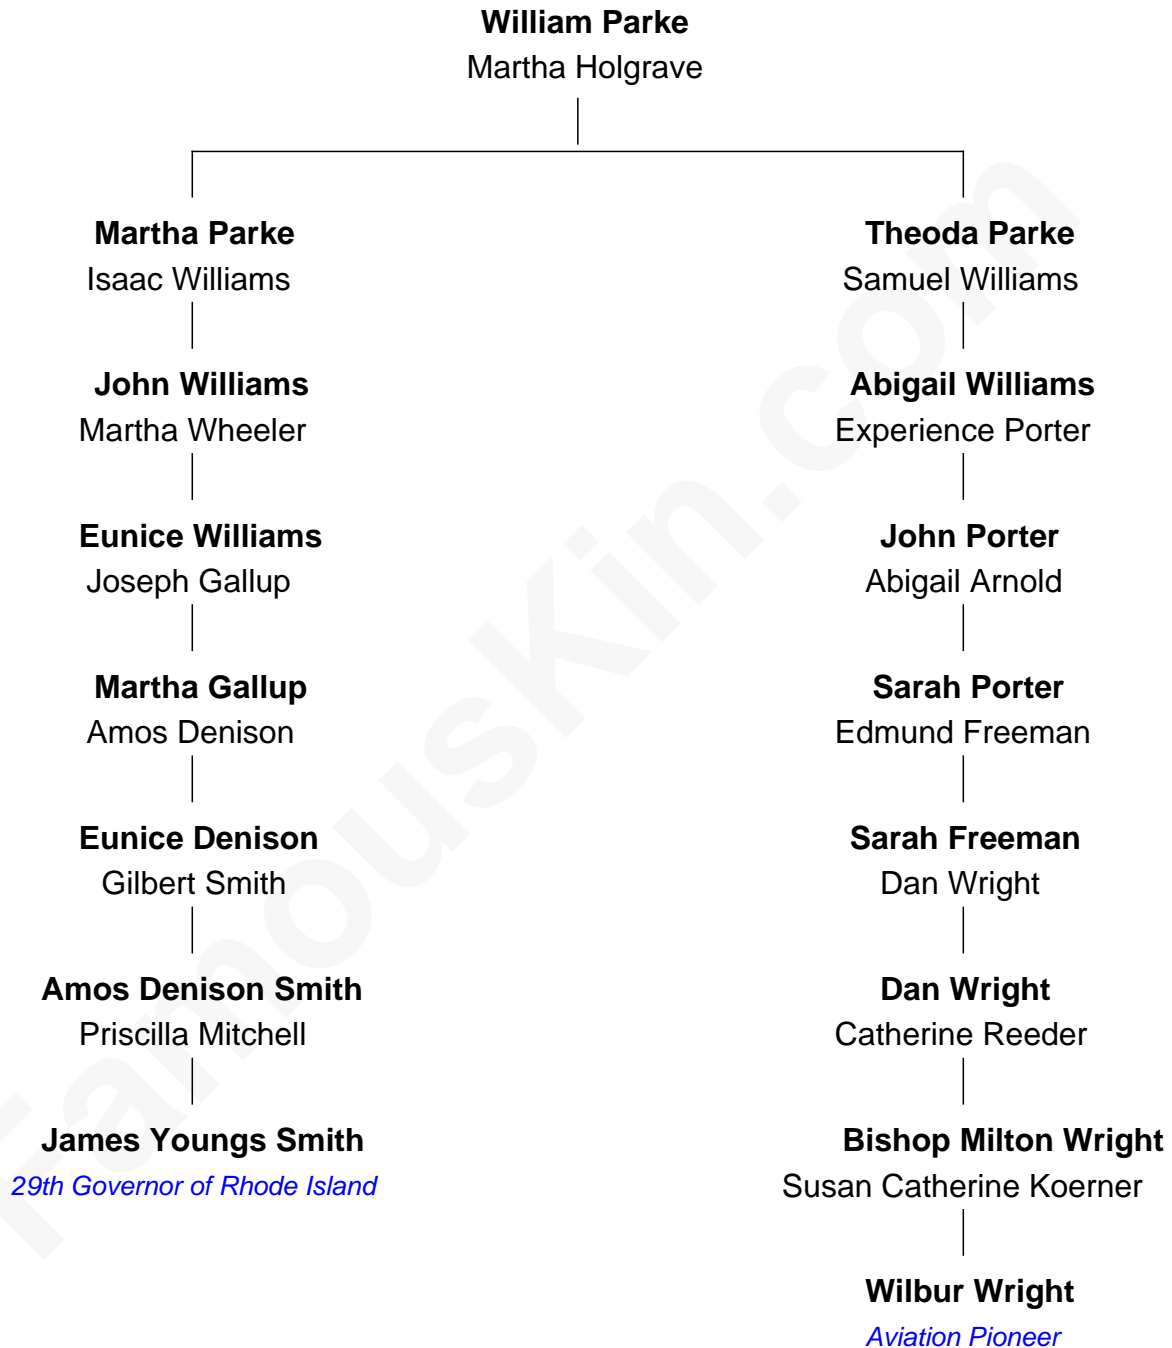 William Parke
Martha Holgrave
Martha Parke
Isaac Williams
John Williams
Martha Wheeler
Eunice Williams
Joseph Gallup
Martha Gallup
Amos Denison
Eunice Denison
Gilbert Smith
Amos Denison Smith
Priscilla Mitchell
James Youngs Smith
29th Governor of Rhode Island
Theoda Parke
Samuel Williams
Abigail Williams
Experience Porter
John Porter
Abigail Arnold
Sarah Porter
Edmund Freeman
Sarah Freeman
Dan Wright
Dan Wright
Catherine Reeder
Bishop Milton Wright
Susan Catherine Koerner
Wilbur Wright
Aviation Pioneer
FamousKin.com